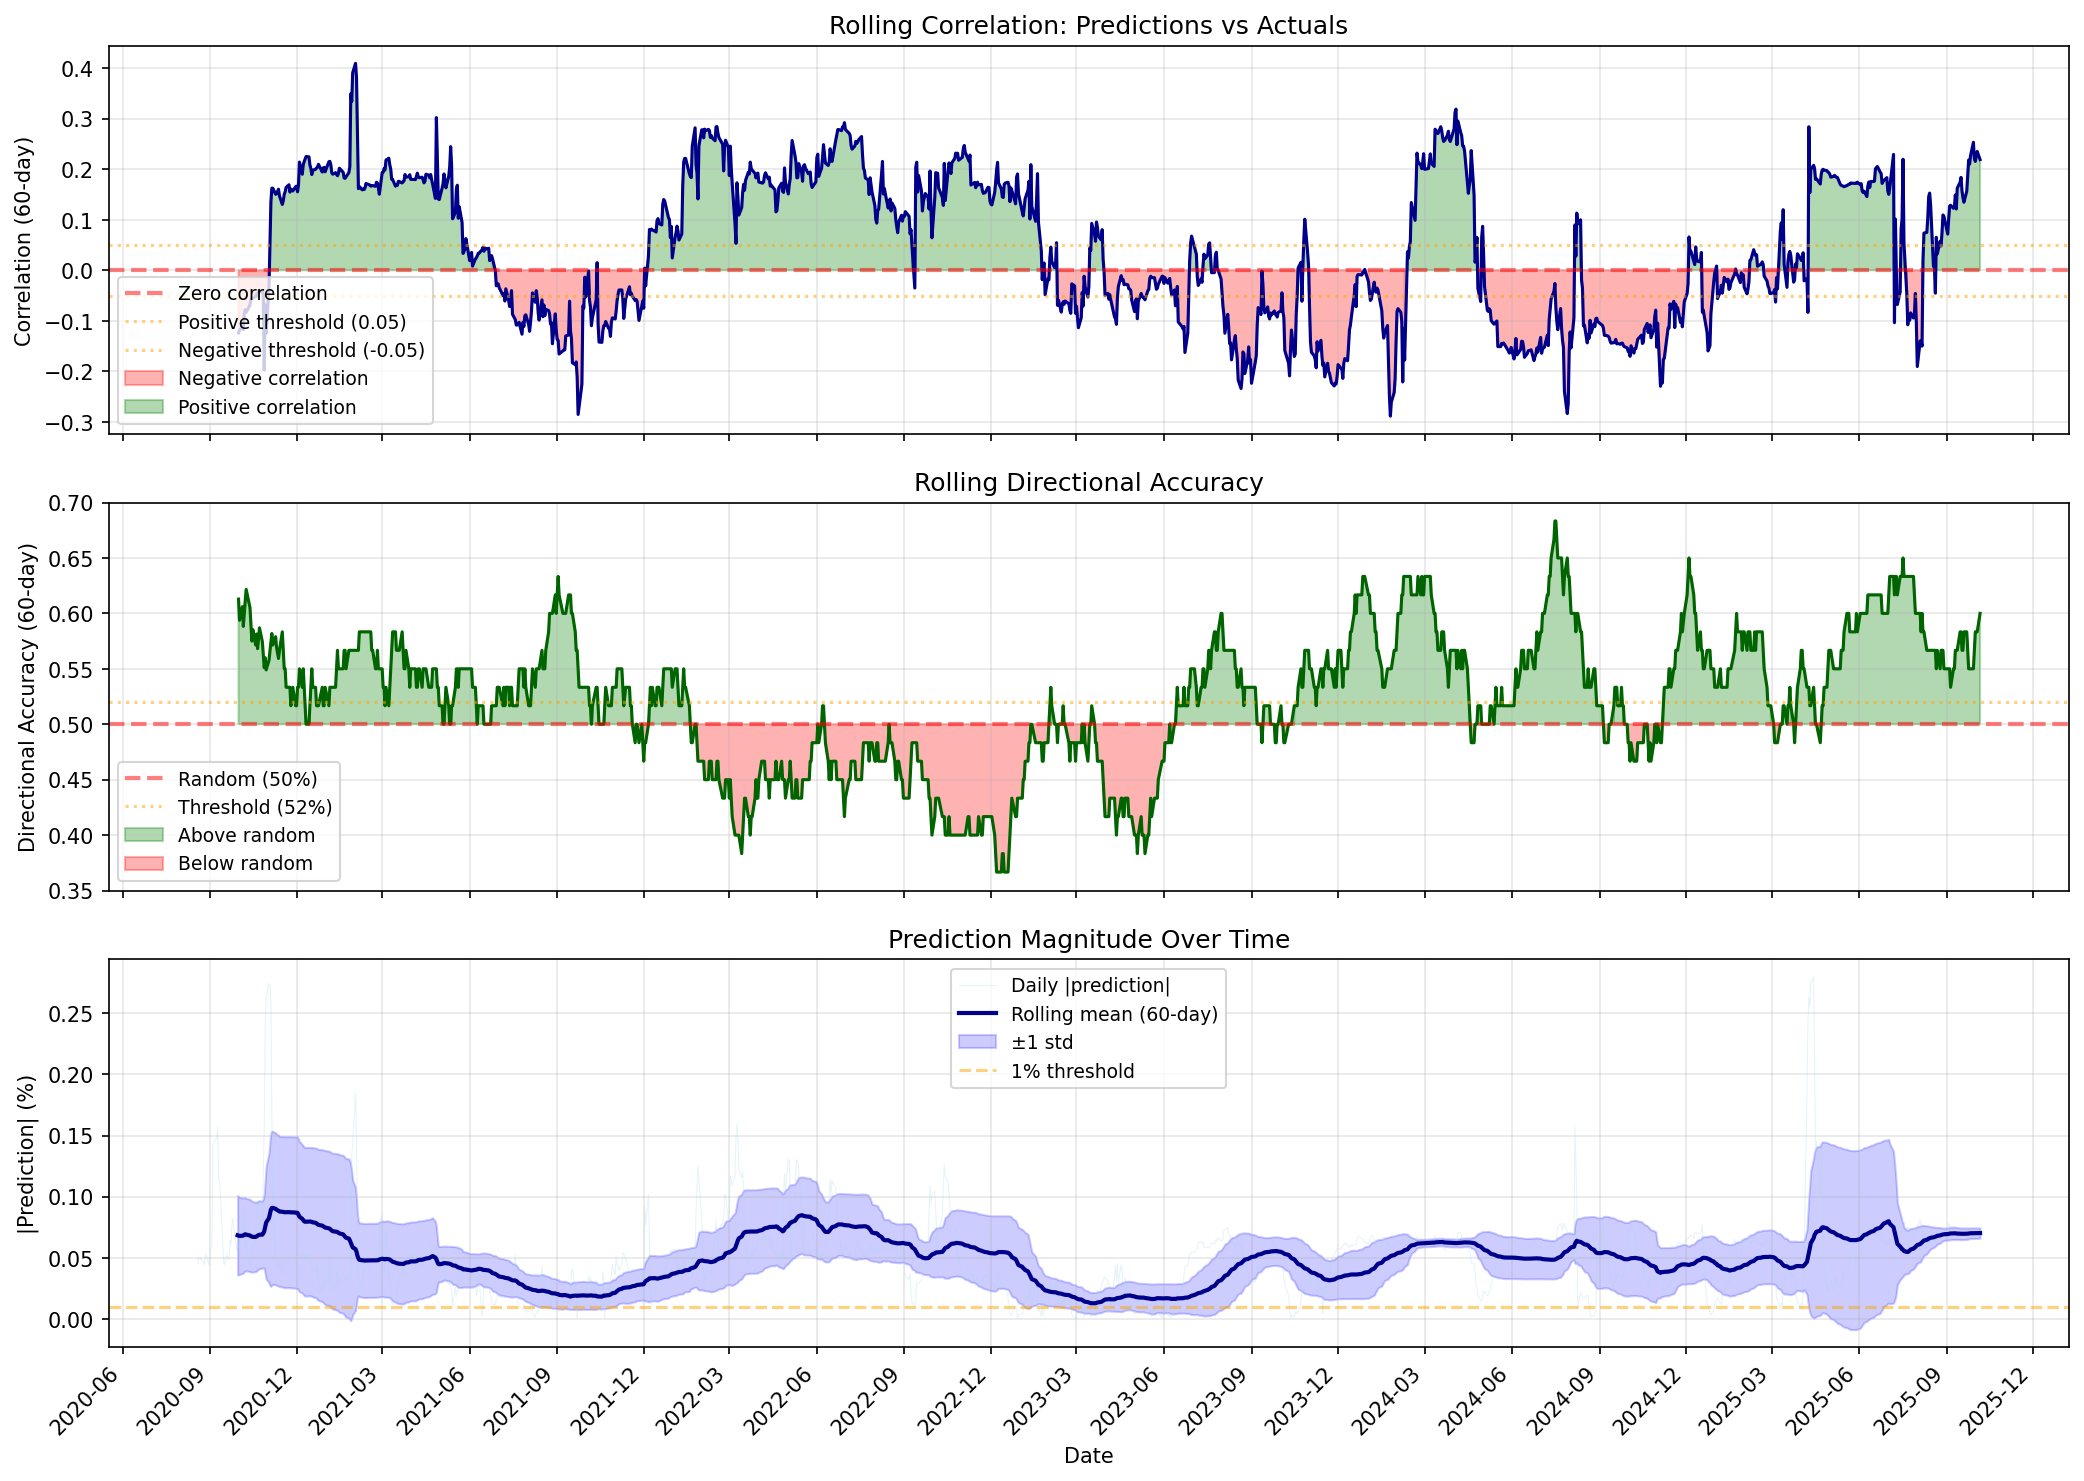 Rolling Correlation: Predictions vs Actuals
Correlation (60-day)
0.4
0.3
0.2
0.1
0.0
−0.1
−0.2
−0.3
Zero correlation
Positive threshold (0.05)
Negative threshold (-0.05)
Negative correlation
Positive correlation
Rolling Directional Accuracy
Directional Accuracy (60-day)
0.70
0.65
0.60
0.55
0.50
0.45
0.40
0.35
Random (50%)
Threshold (52%)
Above random
Below random
Prediction Magnitude Over Time
|Prediction| (%)
0.25
0.20
0.15
0.10
0.05
0.00
Daily |prediction|
Rolling mean (60-day)
±1 std
1% threshold
2020-06
2020-09
2020-12
2021-03
2021-06
2021-09
2021-12
2022-03
2022-06
2022-09
2022-12
2023-03
2023-06
2023-09
2023-12
2024-03
2024-06
2024-09
2024-12
2025-03
2025-06
2025-09
2025-12
Date